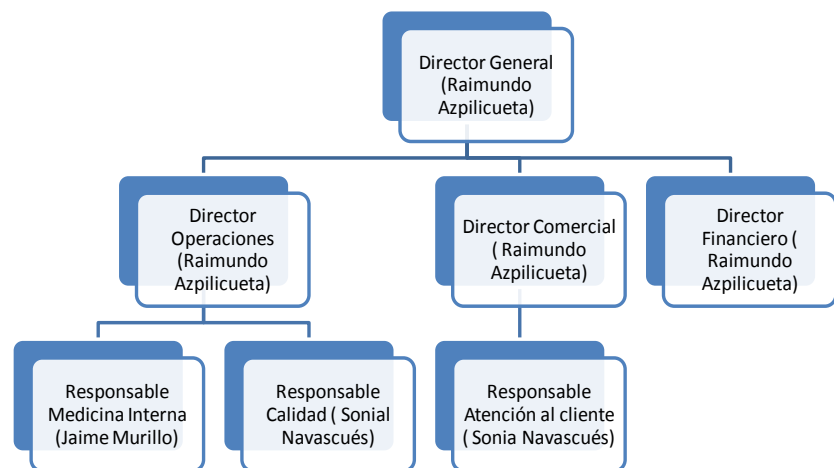 Director General
(Raimundo
Azpilicueta)
Director
Operaciones
(Raimundo
Azpilicueta)
Director Comercial
( Raimundo
Azpilicueta)
Director
Financiero (
Raimundo
Azpilicueta)
Responsable
Medicina Interna
(Jaime Murillo)
Responsable
Calidad ( Sonial
Navascués)
Responsable
Atención al cliente
( Sonia Navascués)